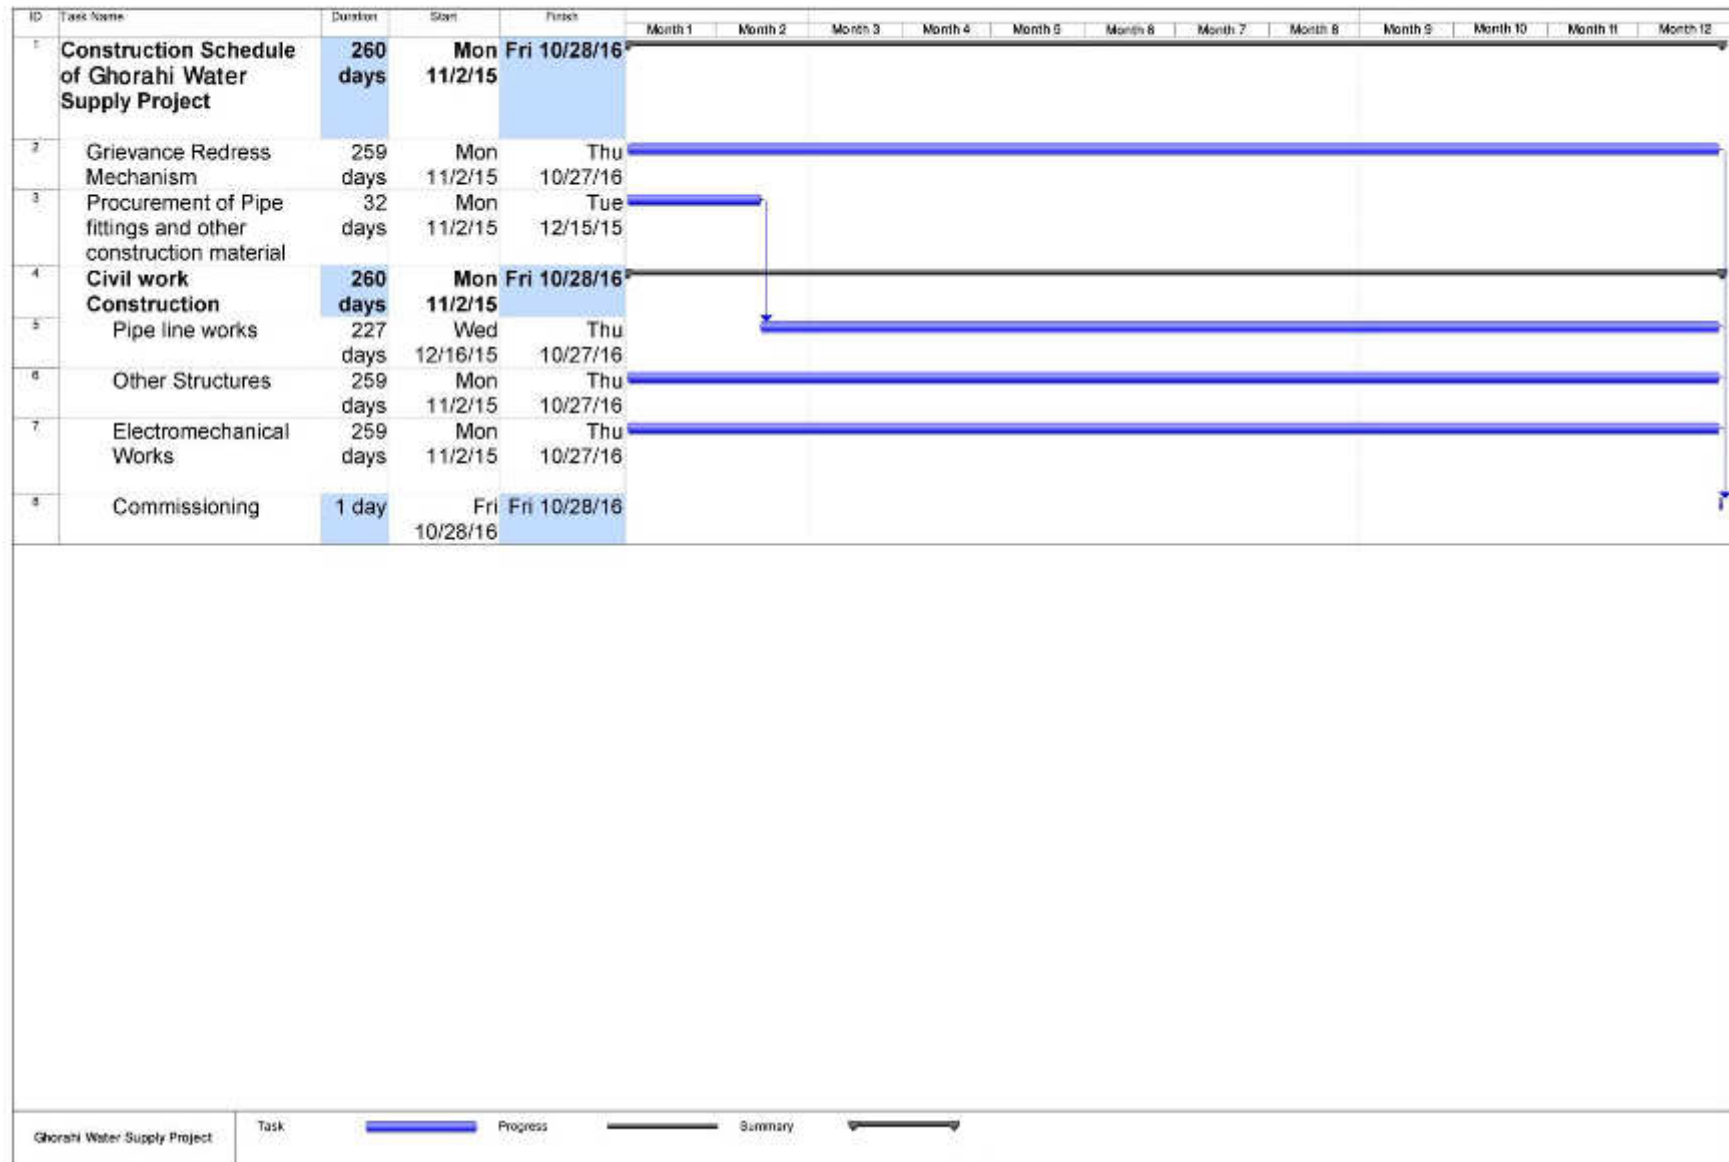 ID Task Name Duration Start Finish Month 1 Month 2 Month 3 Month 4 Month 5 Month 6 Month 7 Month 8 Month 9 Month 10 Month 11 Month 12
1 Construction Schedule 260 Mon Fri 10/28/16
of Ghorahi Water days 11/2/15
Supply Project
2 Grievance Redress 259 Mon Thu
Mechanism days 11/2/15 10/27/16
3 Procurement of Pipe 32 Mon Tue
fittings and other days 11/2/15 12/15/15
construction material
4 Civil work 260 Mon Fri 10/28/16
Construction days 11/2/15
5 Pipe line works 227 Wed Thu
days 12/16/15 10/27/16
6 Other Structures 259 Mon Thu
days 11/2/15 10/27/16
7 Electromechanical 259 Mon Thu
Works days 11/2/15 10/27/16
8 Commissioning 1 day Fri Fri 10/28/16
10/28/16
Ghorahi Water Supply Project Task Progress Summary